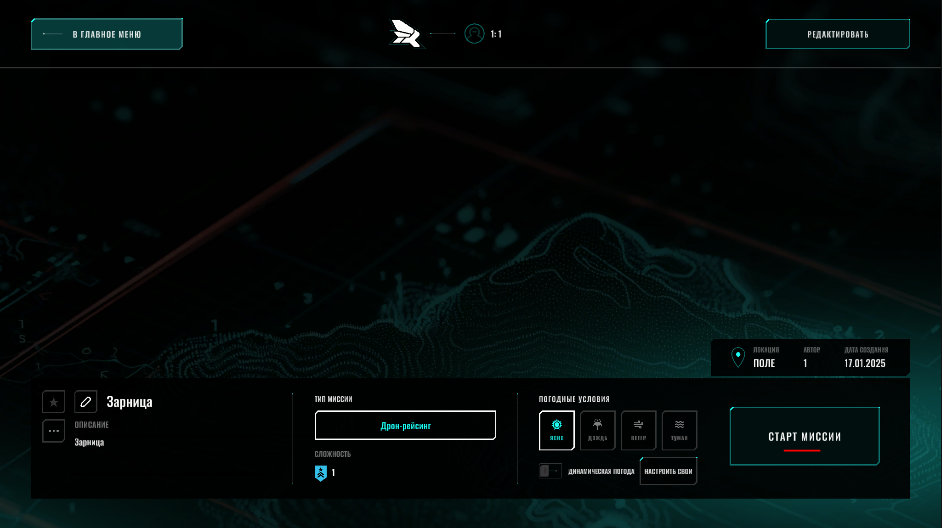 В ГЛАВНОЕ МЕНЮ
1: 1
РЕДАКТИРОВАТЬ
ЛОКАЦИЯ
ПОЛЕ
АВТОР
1
ДАТА СОЗДАНИЯ
17.01.2025
Зарница
ОПИСАНИЕ
Зарница
ТИП МИССИИ
Дрон-рейсинг
СЛОЖНОСТЬ
1
ПОГОДНЫЕ УСЛОВИЯ
ЯСНО
ДОЖДЬ
ВЕТЕР
ТУМАН
ДИНАМИЧЕСКАЯ ПОГОДА
НАСТРОИТЬ СВОИ
СТАРТ МИССИИ